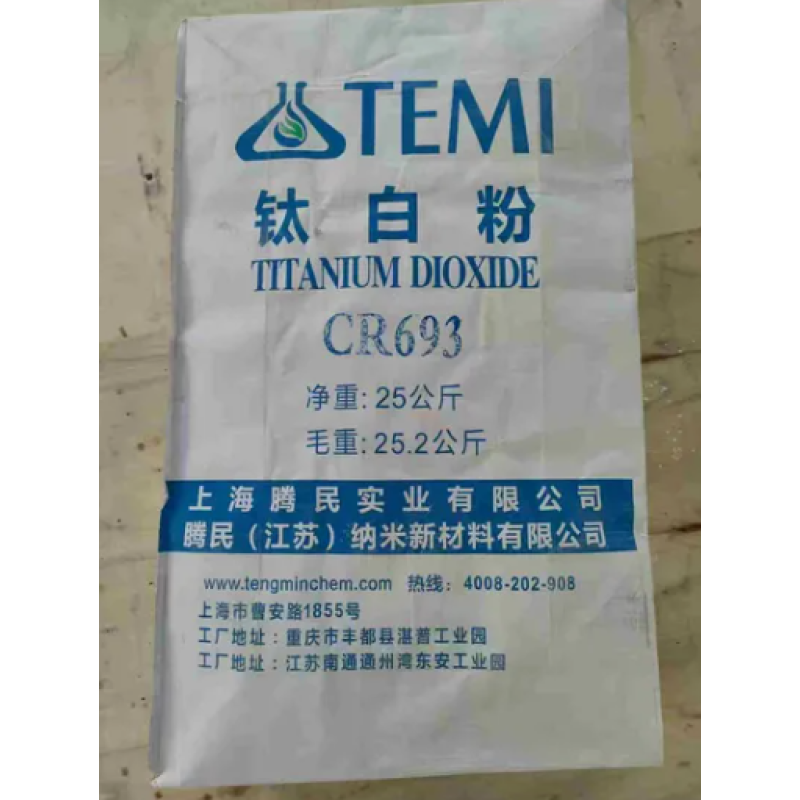 TEMI
钛白粉
TITANIUM DIOXIDE
CR693
净重: 25公斤
毛重: 25.2公斤
上海腾民实业有限公司
腾民（江苏）纳米新材料有限公司
www.tengminchem.com 热线：4008-202-908
上海市曹安路1855号
工厂地址：重庆市丰都县湛普工业园
工厂地址：江苏南通通州湾东安工业园